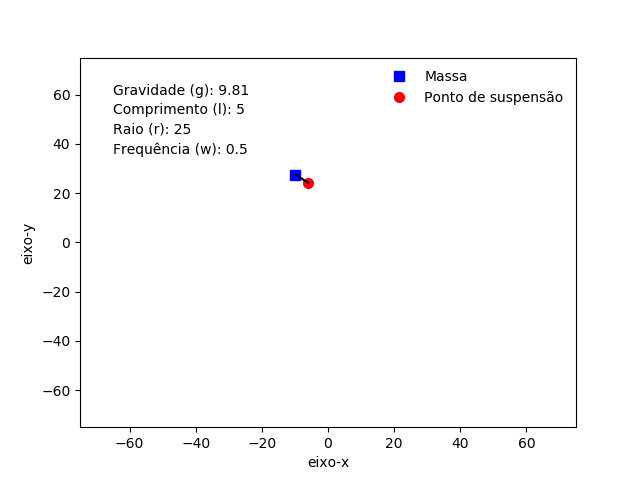 Gravidade (g): 9.81
Comprimento (l): 5
Raio (r): 25
Frequência (w): 0.5
Massa
Ponto de suspensão
60
40
20
0
−20
−40
−60
eixo-y
−60 −40 −20 0 20 40 60
eixo-x